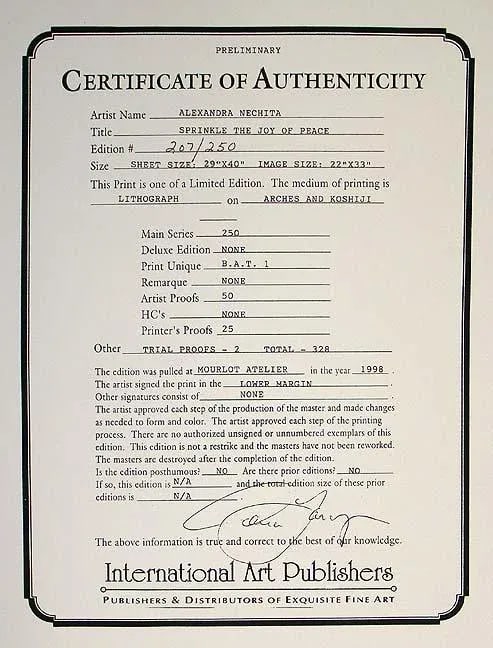 PRELIMINARY
CERTIFICATE OF AUTHENTICITY
Artist Name ALEXANDRA NECHITA
Title SPRINKLE THE JOY OF PEACE
Edition # 207/250
Size SHEET SIZE: 29"X40" IMAGE SIZE: 22"X33"
This Print is one of a Limited Edition. The medium of printing is
LITHOGRAPH on ARCHES AND KOSHIJI
Main Series 250
Deluxe Edition NONE
Print Unique B.A.T. 1
Remarque NONE
Artist Proofs 50
HC's NONE
Printer's Proofs 25
Other TRIAL PROOFS - 2 TOTAL - 328
The edition was pulled at MOURLOT ATELIER in the year 1998.
The artist signed the print in the LOWER MARGIN.
Other signatures consist of NONE.
The artist approved each step of the production of the master and made changes
as needed to form and color. The artist approved each step of the printing
process. There are no authorized unsigned or unnumbered exemplars of this
edition. This edition is not a restrike and the masters have not been reworked.
The masters are destroyed after the completion of the edition.
Is the edition posthumous? NO Are there prior editions? NO
If so, this edition is N/A and the total edition size of these prior
editions is N/A.
The above information is true and correct to the best of our knowledge.
International Art Publishers
PUBLISHERS & DISTRIBUTORS OF EXQUISITE FINE ART